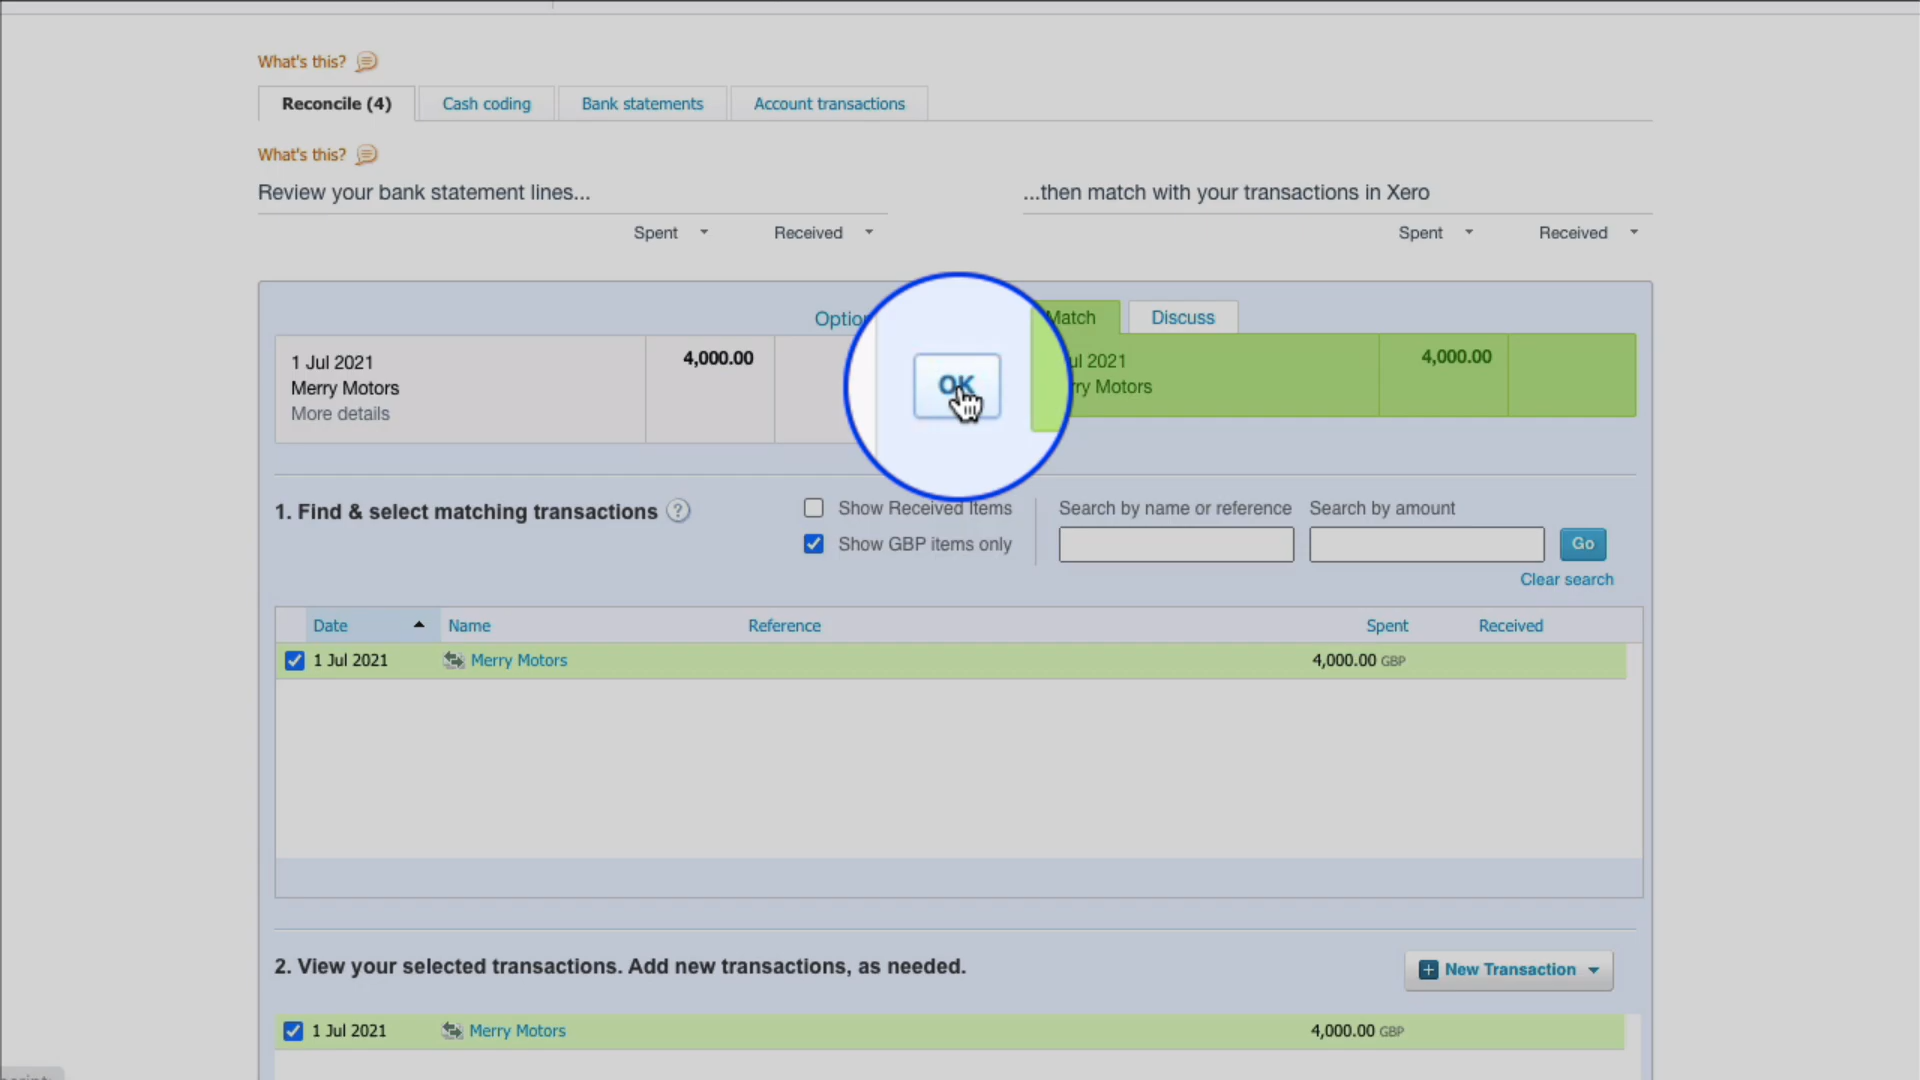 What's this?
Reconcile (4) Cash coding Bank statements Account transactions
What's this?
Review your bank statement lines... ...then match with your transactions in Xero
Spent Received Spent Received
Match Discuss
1 Jul 2021 4,000.00 OK 2021 4,000.00
Merry Motors Motors
More details
1. Find & select matching transactions ? Show Received Items Search by name or reference Search by amount
Show GBP items only Go
Clear search
Date Name Reference Spent Received
1 Jul 2021 Merry Motors 4,000.00 GBP
2. View your selected transactions. Add new transactions, as needed. + New Transaction
1 Jul 2021 Merry Motors 4,000.00 GBP